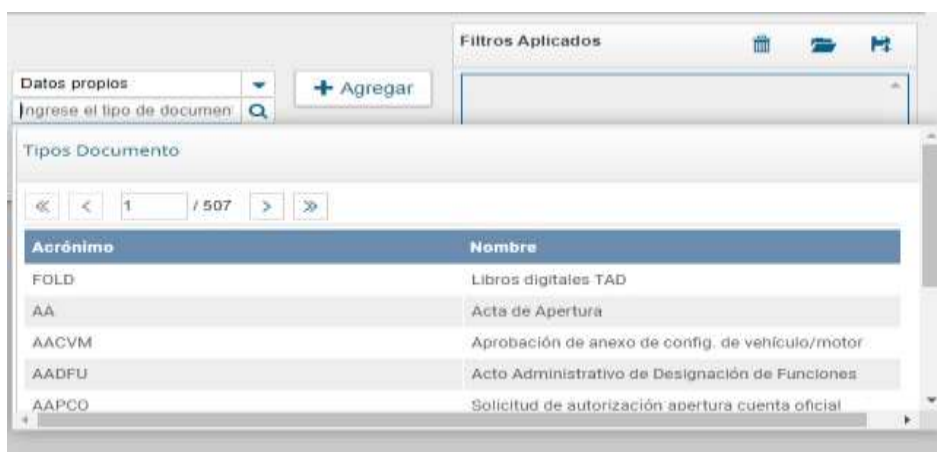 Filtros Aplicados
Datos propios
Agregar
Ingrese el tipo de documen
Tipos Documento
1 / 507
Acrónimo Nombre
FOLD Libros digitales TAD
AA Acta de Apertura
AACVM Aprobación de anexo de config. de vehículo/motor
AADFU Acto Administrativo de Designación de Funciones
AAPCO Solicitud de autorización apertura cuenta oficial